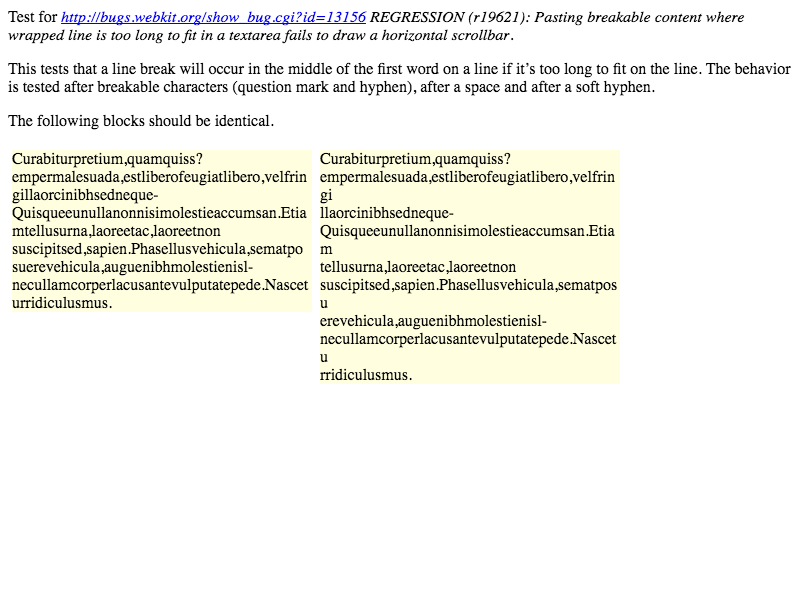 Test for http://bugs.webkit.org/show_bug.cgi?id=13156 REGRESSION (r19621): Pasting breakable content where
wrapped line is too long to fit in a textarea fails to draw a horizontal scrollbar.
This tests that a line break will occur in the middle of the first word on a line if it’s too long to fit on the line. The behavior
is tested after breakable characters (question mark and hyphen), after a space and after a soft hyphen.
The following blocks should be identical.
Curabiturpretium,quamquiss?
empermalesuada,estliberofeugiatlibero,velfrin
gillaorcinibhsedneque-
Quisqueeunullanonnisimolestieaccumsan.Etia
mtellusurna,laoreetac,laoreetnon
suscipitsed,sapien.Phasellusvehicula,sematpo
suerevehicula,auguenibhmolestienisl-
necullamcorperlacusantevulputatepede.Nascet
urridiculusmus.
Curabiturpretium,quamquiss?
empermalesuada,estliberofeugiatlibero,velfrin
gi
llaorcinibhsedneque-
Quisqueeunullanonnisimolestieaccumsan.Etia
m
tellusurna,laoreetac,laoreetnon
suscipitsed,sapien.Phasellusvehicula,sematpos
u
erevehicula,auguenibhmolestienisl-
necullamcorperlacusantevulputatepede.Nascet
u
rridiculusmus.